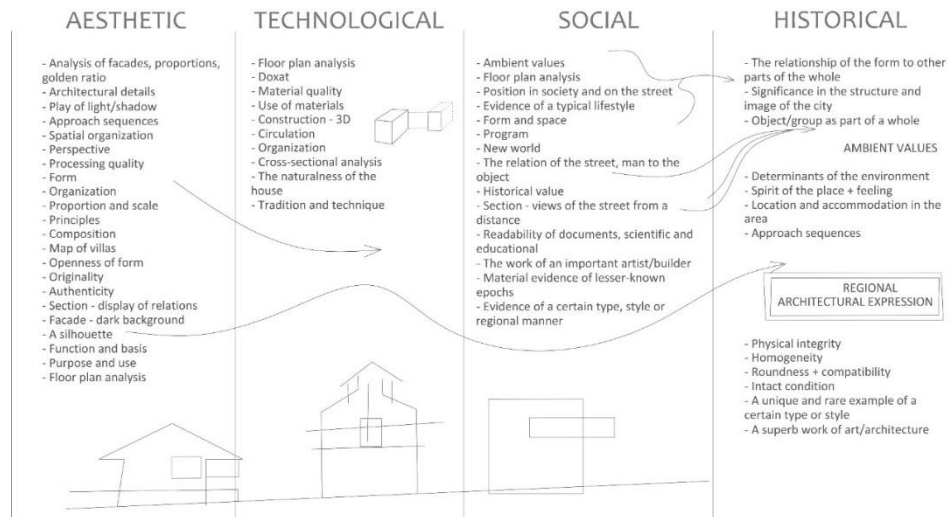 AESTHETIC
- Analysis of facades, proportions,
golden ratio
- Architectural details
- Play of light/shadow
- Approach sequences
- Spatial organization
- Perspective
- Processing quality
- Form
- Organization
- Proportion and scale
- Principles
- Composition
- Map of villas
- Openness of form
- Originality
- Authenticity
- Section - display of relations
- Facade - dark background
- A silhouette
- Function and basis
- Purpose and use
- Floor plan analysis
TECHNOLOGICAL
- Floor plan analysis
- Doxat
- Material quality
- Use of materials
- Construction - 3D
- Circulation
- Organization
- Cross-sectional analysis
- The naturalness of the
house
- Tradition and technique
SOCIAL
- Ambient values
- Floor plan analysis
- Position in society and on the street
- Evidence of a typical lifestyle
- Form and space
- Program
- New world
- The relation of the street, man to the
object
- Historical value
- Section - views of the street from a
distance
- Readability of documents, scientific and
educational
- The work of an important artist/builder
- Material evidence of lesser-known
epochs
- Evidence of a certain type, style or
regional manner
HISTORICAL
- The relationship of the form to other
parts of the whole
- Significance in the structure and
image of the city
- Object/group as part of a whole
AMBIENT VALUES
- Determinants of the environment
- Spirit of the place + feeling
- Location and accommodation in the
area
- Approach sequences
REGIONAL
ARCHITECTURAL EXPRESSION
- Physical integrity
- Homogeneity
- Roundness + compatibility
- Intact condition
- A unique and rare example of a
certain type or style
- A superb work of art/architecture